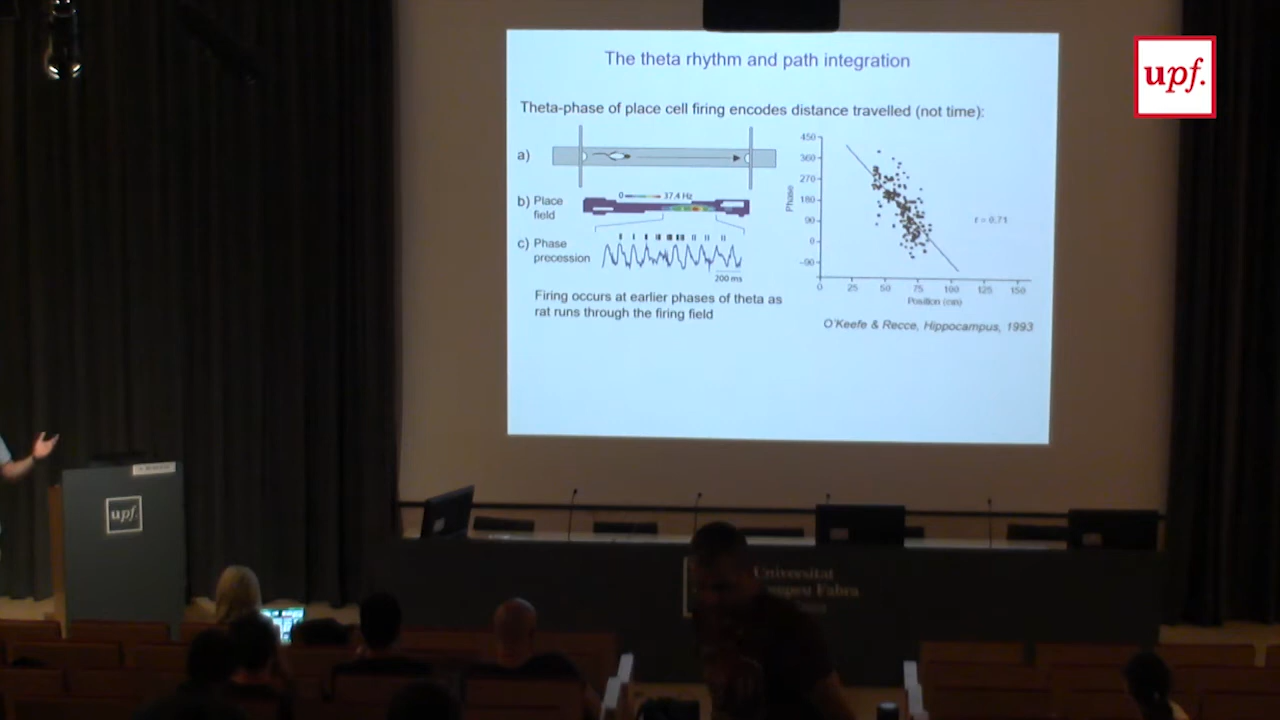 upf.
The theta rhythm and path integration
Theta-phase of place cell firing encodes distance travelled (not time):
a)
b) Place
field
0
37.4 Hz
c) Phase
precession
200 ms
Firing occurs at earlier phases of theta as
rat runs through the firing field
Phase
450
360
270
180
90
0
-90
0 25 50 75 100 125 150
Position (cm)
r = 0.71
O'Keefe & Recce, Hippocampus, 1993
upf.
Universitat
Pompeu Fabra